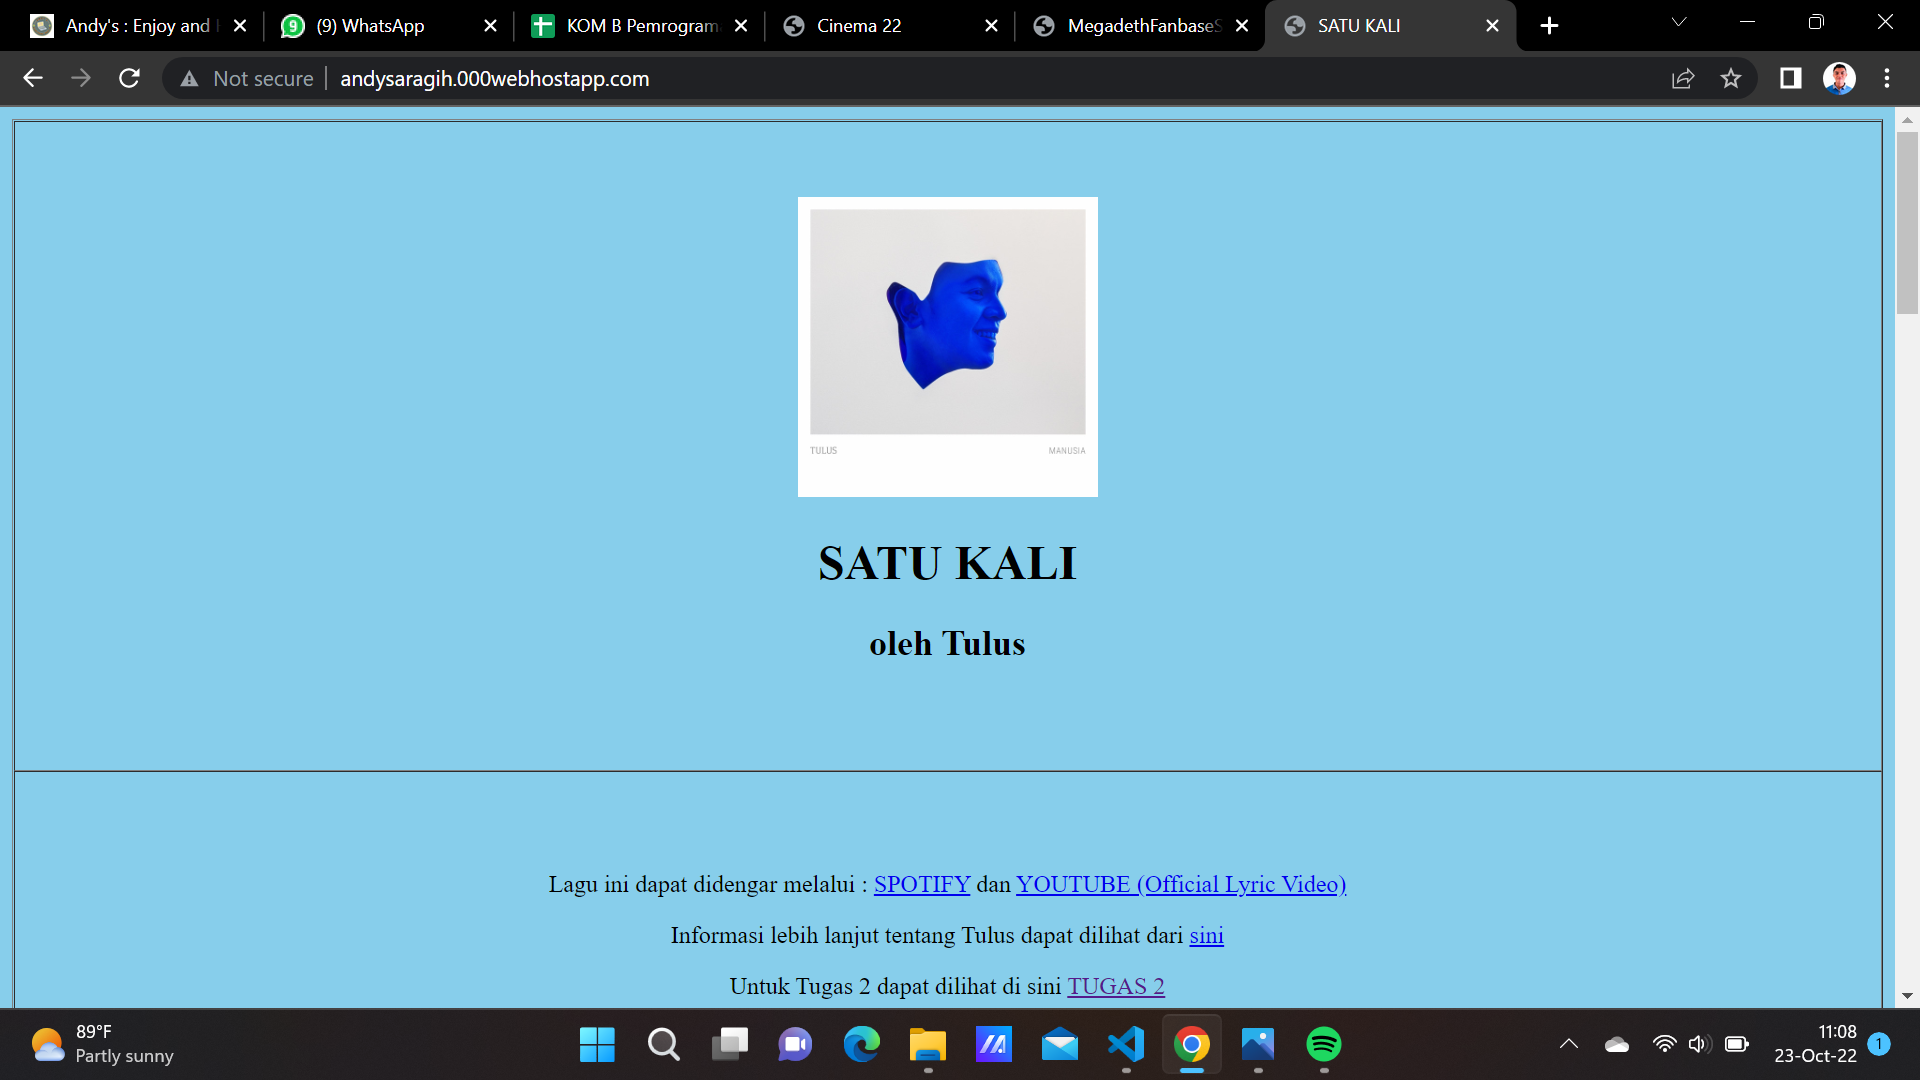 Andy's : Enjoy and
(9) WhatsApp
KOM B Pemrogram
Cinema 22
MegadethFanbaseS
SATU KALI
Not secure
andysaragih.000webhostapp.com
TULUS
MANUSIA
SATU KALI
oleh Tulus
Lagu ini dapat didengar melalui : SPOTIFY dan YOUTUBE (Official Lyric Video)
Informasi lebih lanjut tentang Tulus dapat dilihat dari sini
Untuk Tugas 2 dapat dilihat di sini TUGAS 2
89°F
Partly sunny
11:08
23-Oct-22
1